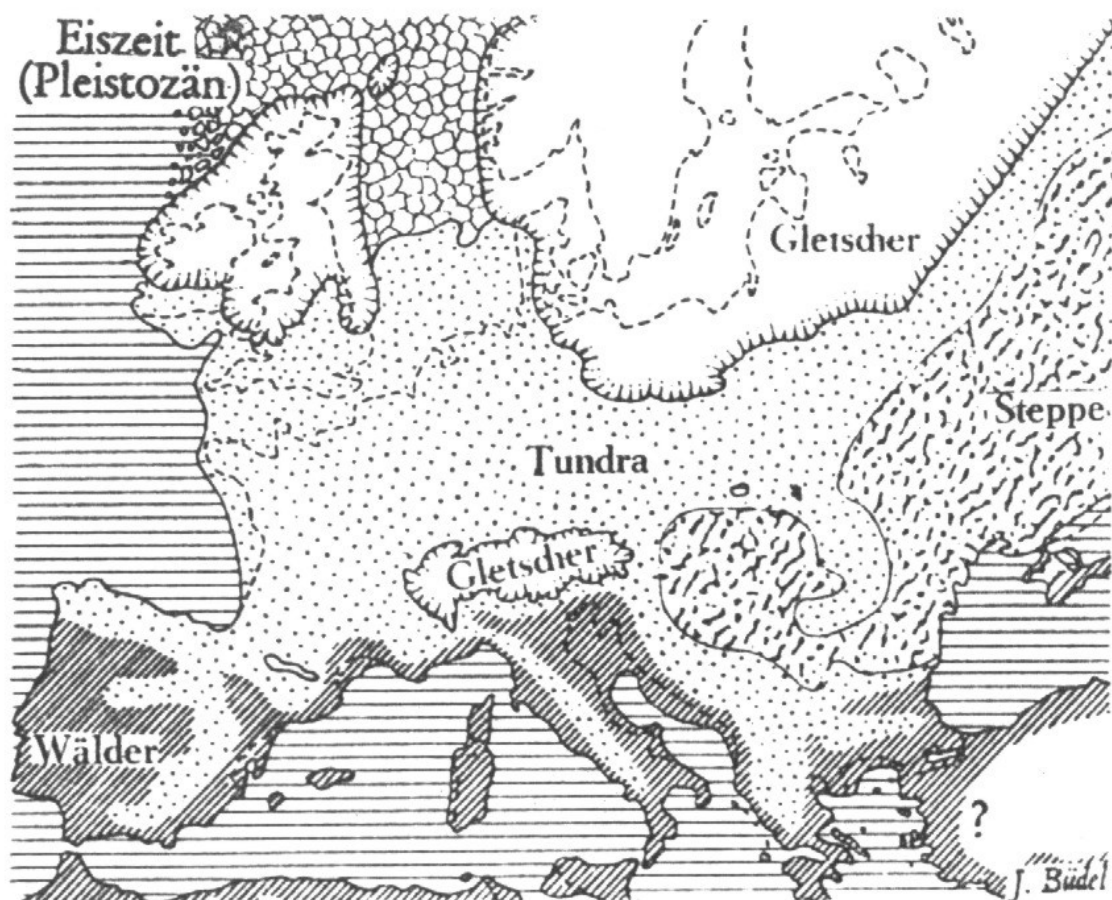 Eiszeit
(Pleistozän)
Gletscher
Steppe
Tundra
Gletscher
Wälder
?
J. Büdel